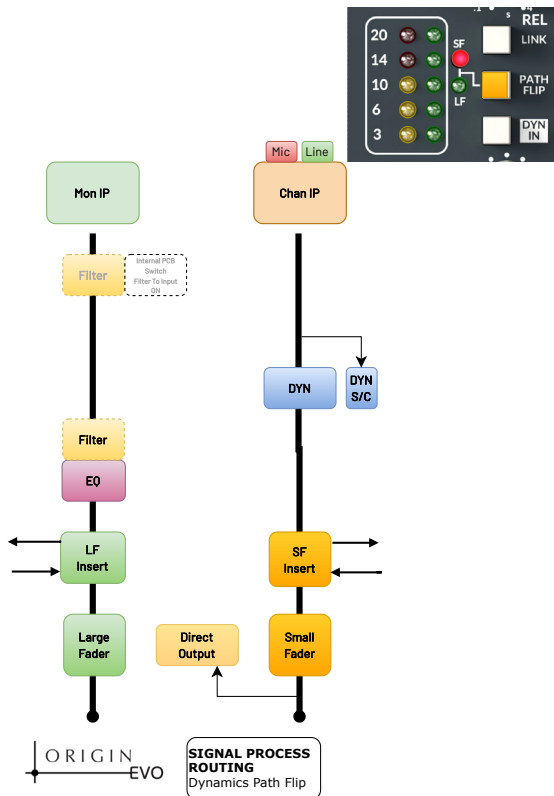 .1 4
s
REL
20
SF
LINK
14
10
PATH
FLIP
6
LF
3
DYN
IN
Mic
Line
Mon IP
Chan IP
Filter
Internal PCB
Switch
Filter To Input
ON
DYN
DYN
S/C
Filter
EQ
LF
Insert
SF
Insert
Large
Fader
Direct
Output
Small
Fader
ORIGIN
EVO
SIGNAL PROCESS
ROUTING
Dynamics Path Flip